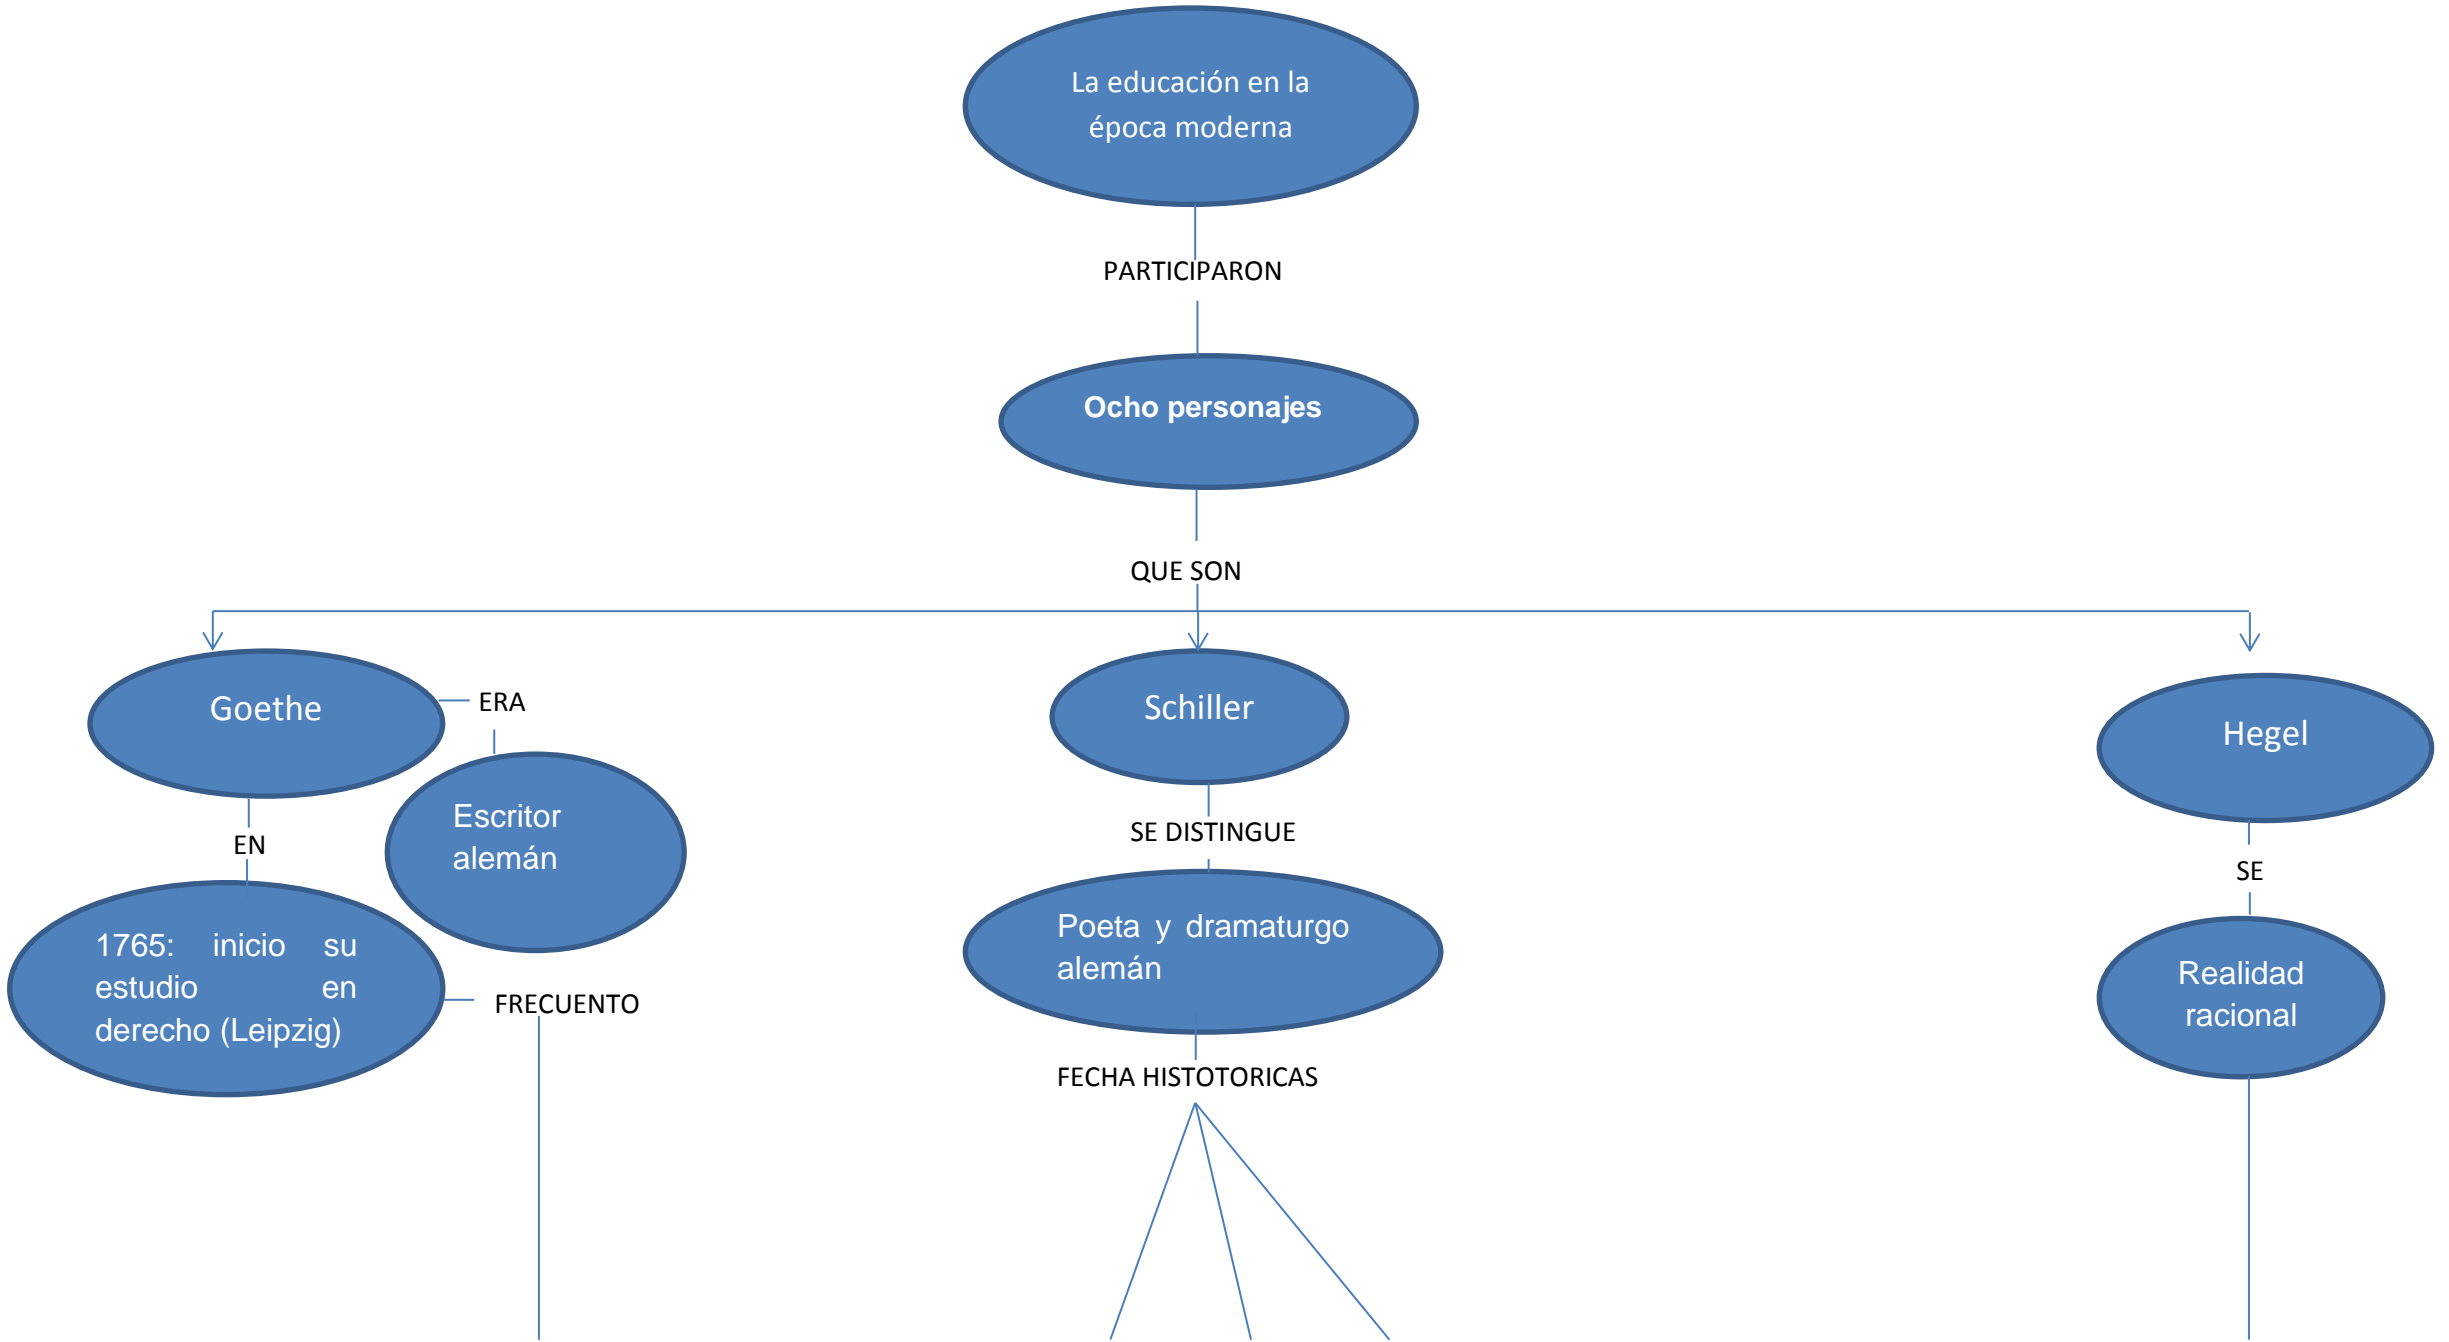 La educación en la
época moderna
PARTICIPARON
Ocho personajes
QUE SON
Goethe
ERA
Escritor
alemán
EN
1765: inicio su
estudio en
derecho (Leipzig)
FRECUENTO
Schiller
SE DISTINGUE
Poeta y dramaturgo
alemán
FECHA HISTOTORICAS
Hegel
SE
Realidad
racional